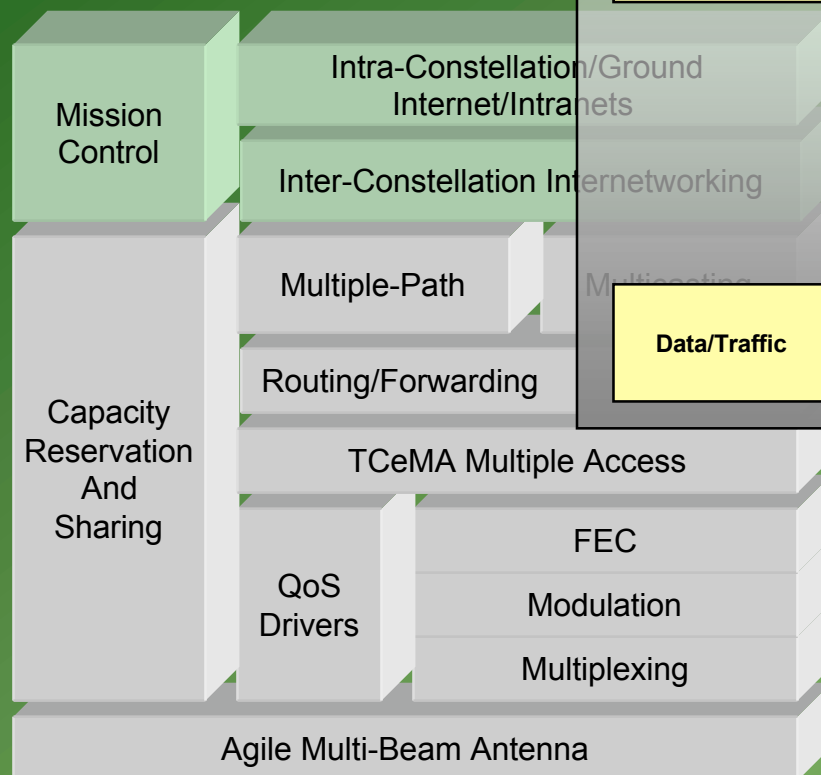 Intra-Constellation/Ground
Internet/Intranets
Mission
Control
Inter-Constellation Internetworking
Multiple-Path
Multicasting
Data/Traffic
Routing/Forwarding
Capacity
Reservation
And
Sharing
TCeMA Multiple Access
FEC
QoS
Drivers
Modulation
Multiplexing
Agile Multi-Beam Antenna